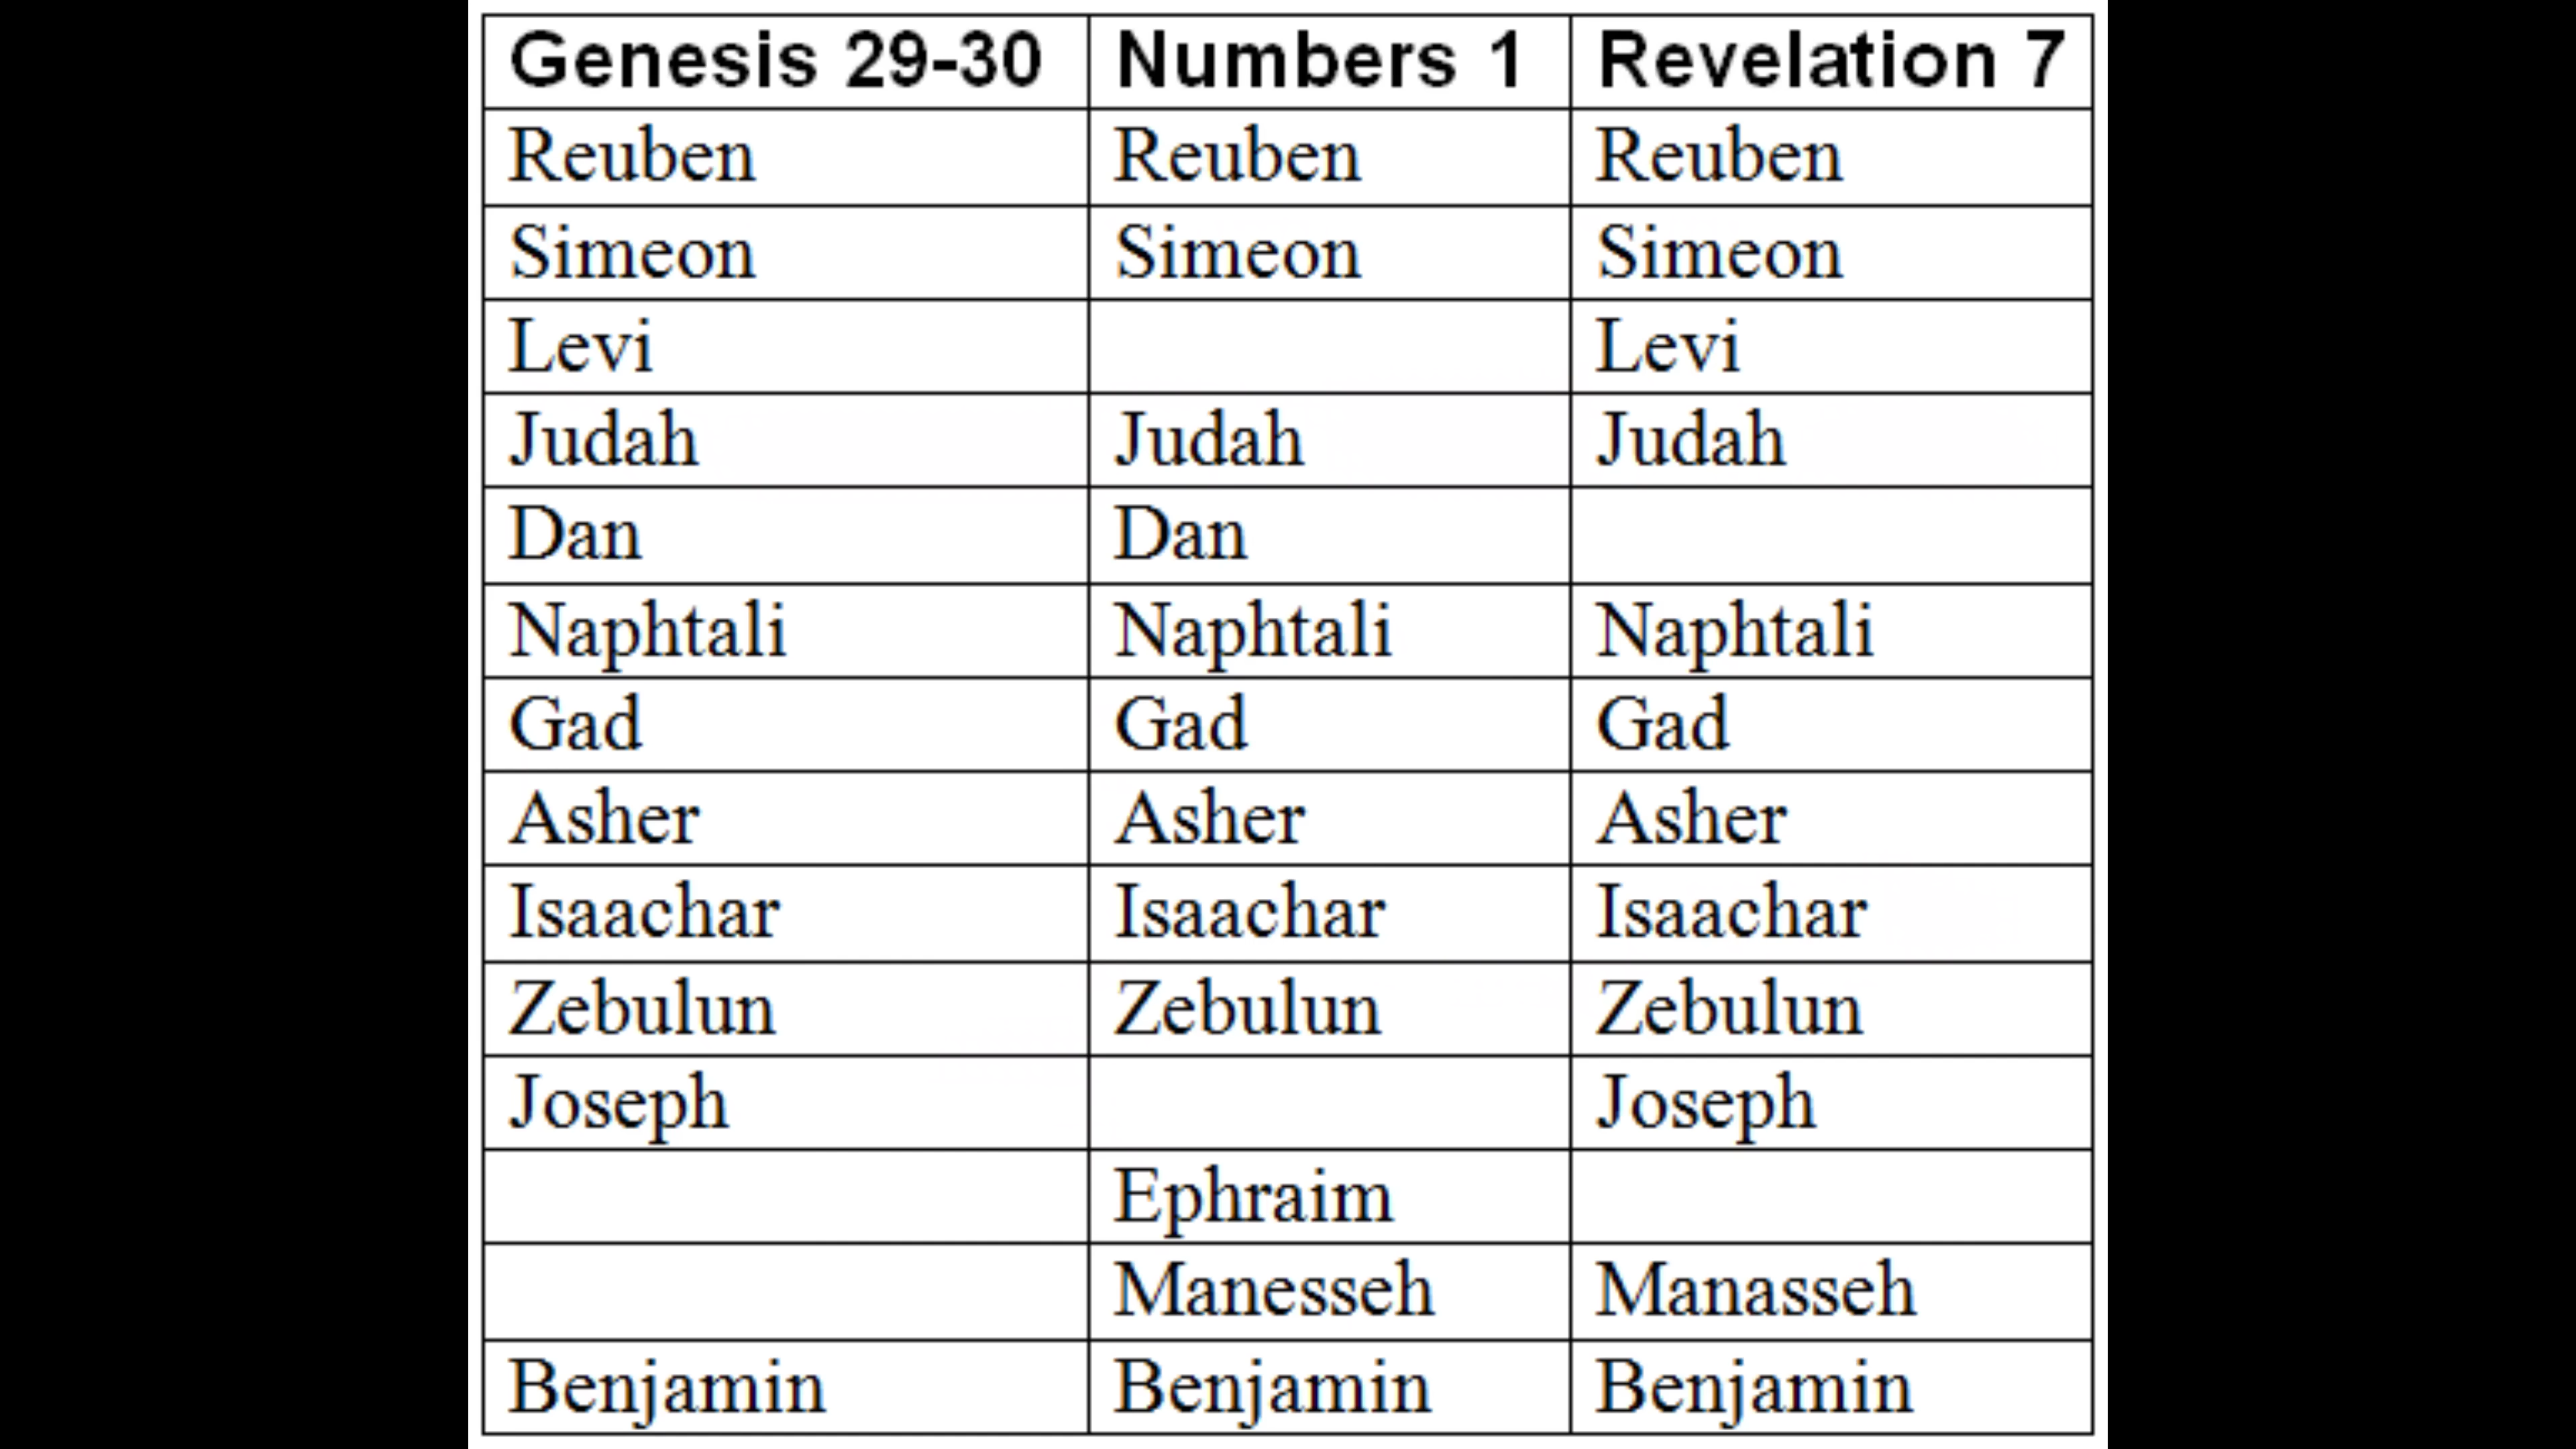 Genesis 29-30 Numbers 1 Revelation 7
Reuben Reuben Reuben
Simeon Simeon Simeon
Levi Levi
Judah Judah Judah
Dan Dan
Naphtali Naphtali Naphtali
Gad Gad Gad
Asher Asher Asher
Isaachar Isaachar Isaachar
Zebulun Zebulun Zebulun
Joseph Joseph
Ephraim
Manesseh Manasseh
Benjamin Benjamin Benjamin